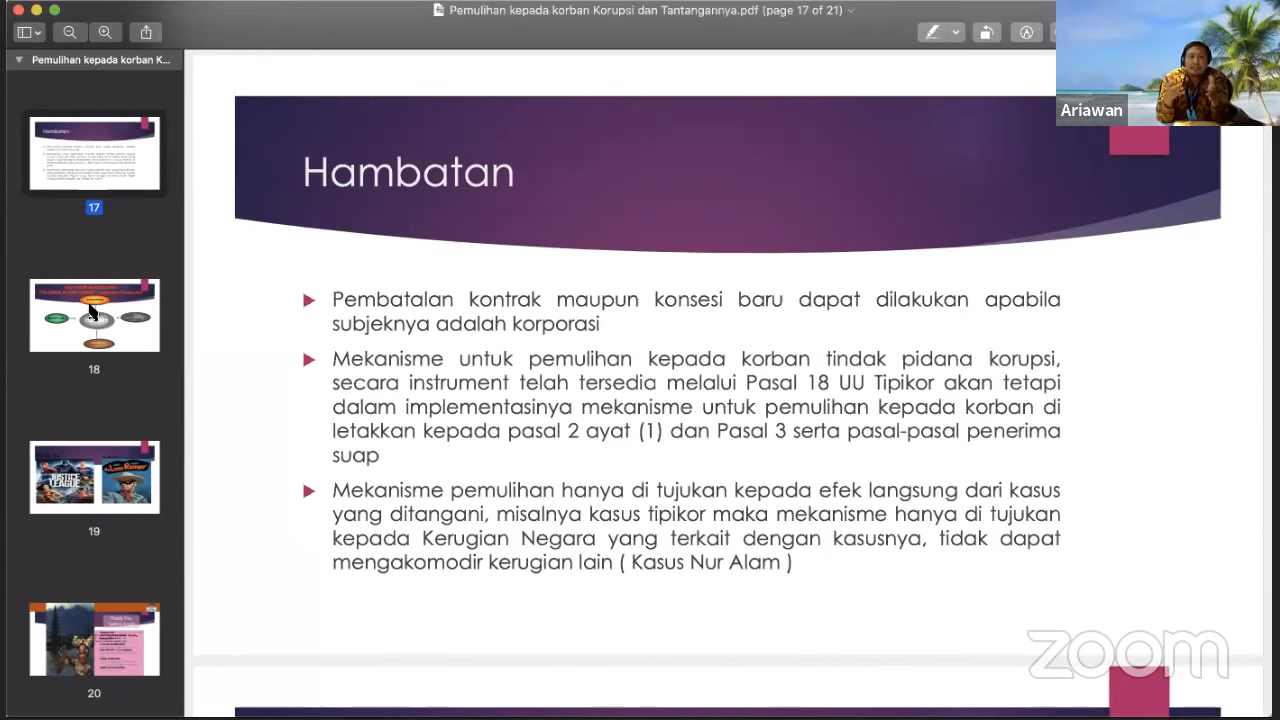 Pemulihan kepada korban Korupsi dan Tantangannya.pdf (page 17 of 21)
Pemulihan kepada korban K...
Ariawan
Hambatan
17
18
JUSTICE LEAGUE
19
20
Hambatan
Pembatalan kontrak maupun konsesi baru dapat dilakukan apabila
subjeknya adalah korporasi
Mekanisme untuk pemulihan kepada korban tindak pidana korupsi,
secara instrument telah tersedia melalui Pasal 18 UU Tipikor akan tetapi
dalam implementasinya mekanisme untuk pemulihan kepada korban di
letakkan kepada pasal 2 ayat (1) dan Pasal 3 serta pasal-pasal penerima
suap
Mekanisme pemulihan hanya di tujukan kepada efek langsung dari kasus
yang ditangani, misalnya kasus tipikor maka mekanisme hanya di tujukan
kepada Kerugian Negara yang terkait dengan kasusnya, tidak dapat
mengakomodir kerugian lain ( Kasus Nur Alam )
zoom